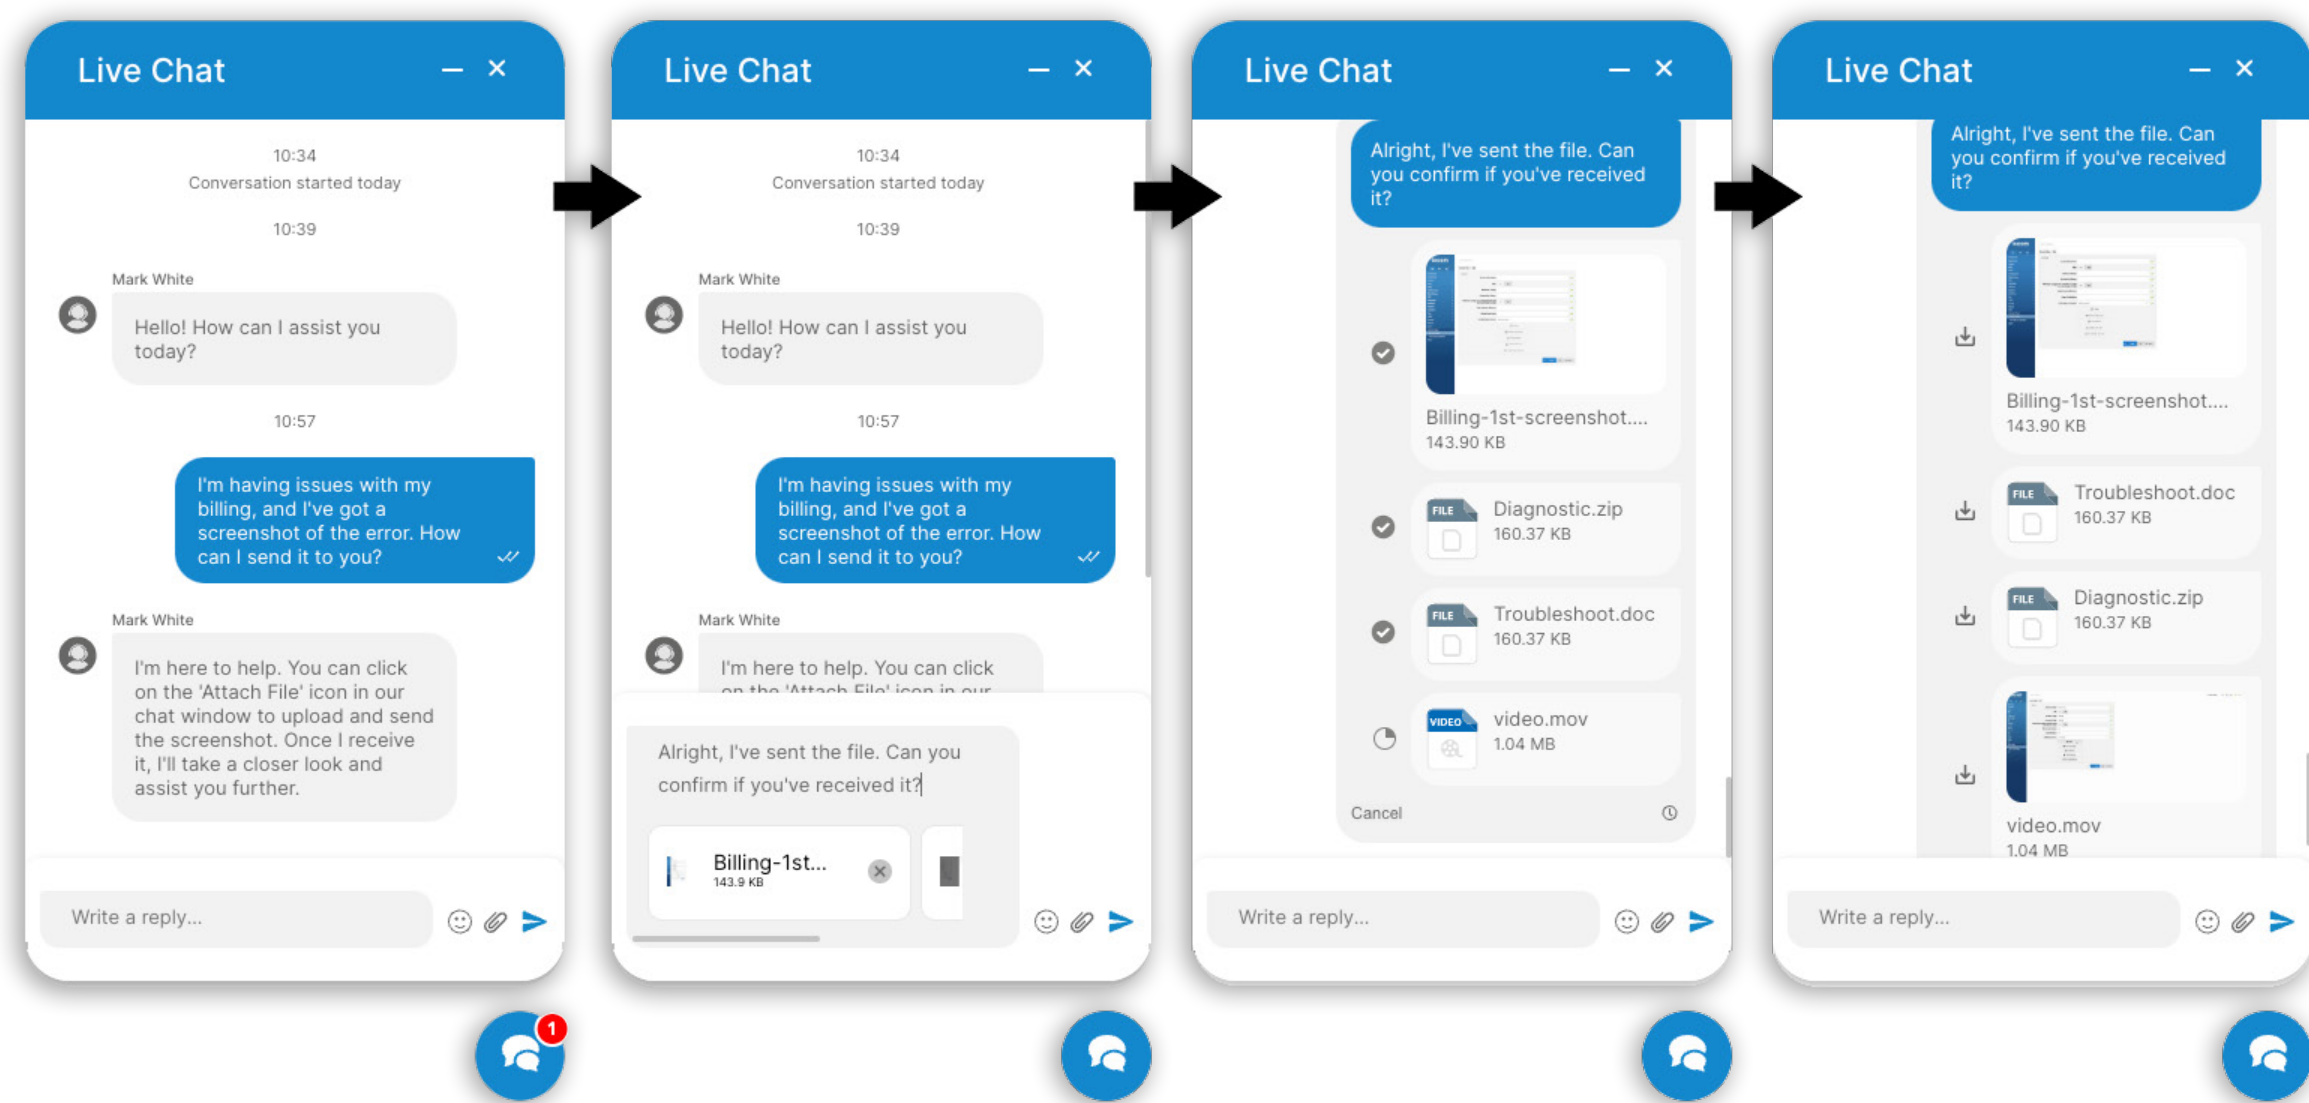 Live Chat
10:34
Conversation started today
10:39
Mark White
Hello! How can I assist you
today?
10:57
I'm having issues with my
billing, and I've got a
screenshot of the error. How
can I send it to you?
Mark White
I'm here to help. You can click
on the 'Attach File' icon in our
chat window to upload and send
the screenshot. Once I receive
it, I'll take a closer look and
assist you further.
Write a reply...
1
Live Chat
10:34
Conversation started today
10:39
Mark White
Hello! How can I assist you
today?
10:57
I'm having issues with my
billing, and I've got a
screenshot of the error. How
can I send it to you?
Mark White
I'm here to help. You can click
on the 'Attach File' icon in our
Alright, I've sent the file. Can you
confirm if you've received it?
Billing-1st...
143.9 KB
Live Chat
Alright, I've sent the file. Can
you confirm if you've received
it?
Billing-1st-screenshot....
143.90 KB
FILE
Diagnostic.zip
160.37 KB
FILE
Troubleshoot.doc
160.37 KB
VIDEO
video.mov
1.04 MB
Cancel
Write a reply...
Live Chat
Alright, I've sent the file. Can
you confirm if you've received
it?
Billing-1st-screenshot....
143.90 KB
FILE
Troubleshoot.doc
160.37 KB
FILE
Diagnostic.zip
160.37 KB
video.mov
1.04 MB
Write a reply...